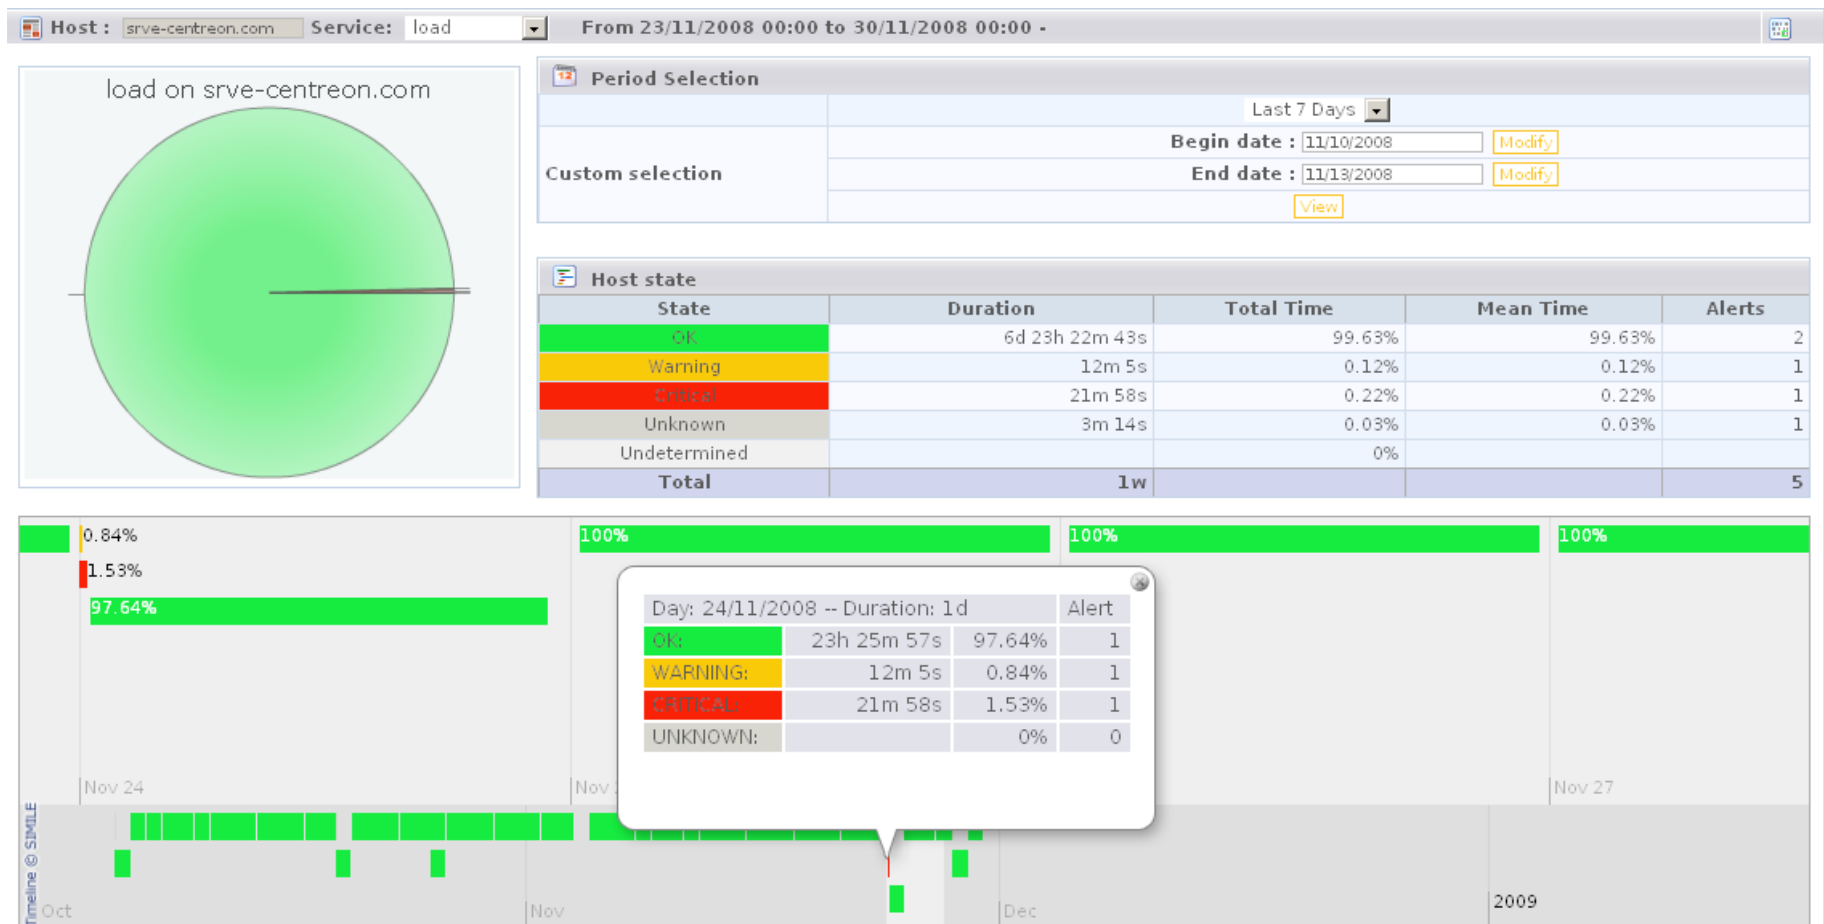 Host : srve-centreon.com Service: load From 23/11/2008 00:00 to 30/11/2008 00:00 -
load on srve-centreon.com
12 Period Selection
Last 7 Days
Custom selection
Begin date : 11/10/2008 Modify
End date : 11/13/2008 Modify
View
Host state
State Duration Total Time Mean Time Alerts
OK 6d 23h 22m 43s 99.63% 99.63% 2
Warning 12m 5s 0.12% 0.12% 1
Critical 21m 58s 0.22% 0.22% 1
Unknown 3m 14s 0.03% 0.03% 1
Undetermined 0%
Total 1w 5
0.84% 100% 100% 100%
1.53%
97.64%
Day: 24/11/2008 -- Duration: 1d Alert
OK: 23h 25m 57s 97.64% 1
WARNING: 12m 5s 0.84% 1
CRITICAL: 21m 58s 1.53% 1
UNKNOWN: 0% 0
Nov 24 Nov Nov 27
Timeline © SIMILE
Oct Nov Dec 2009